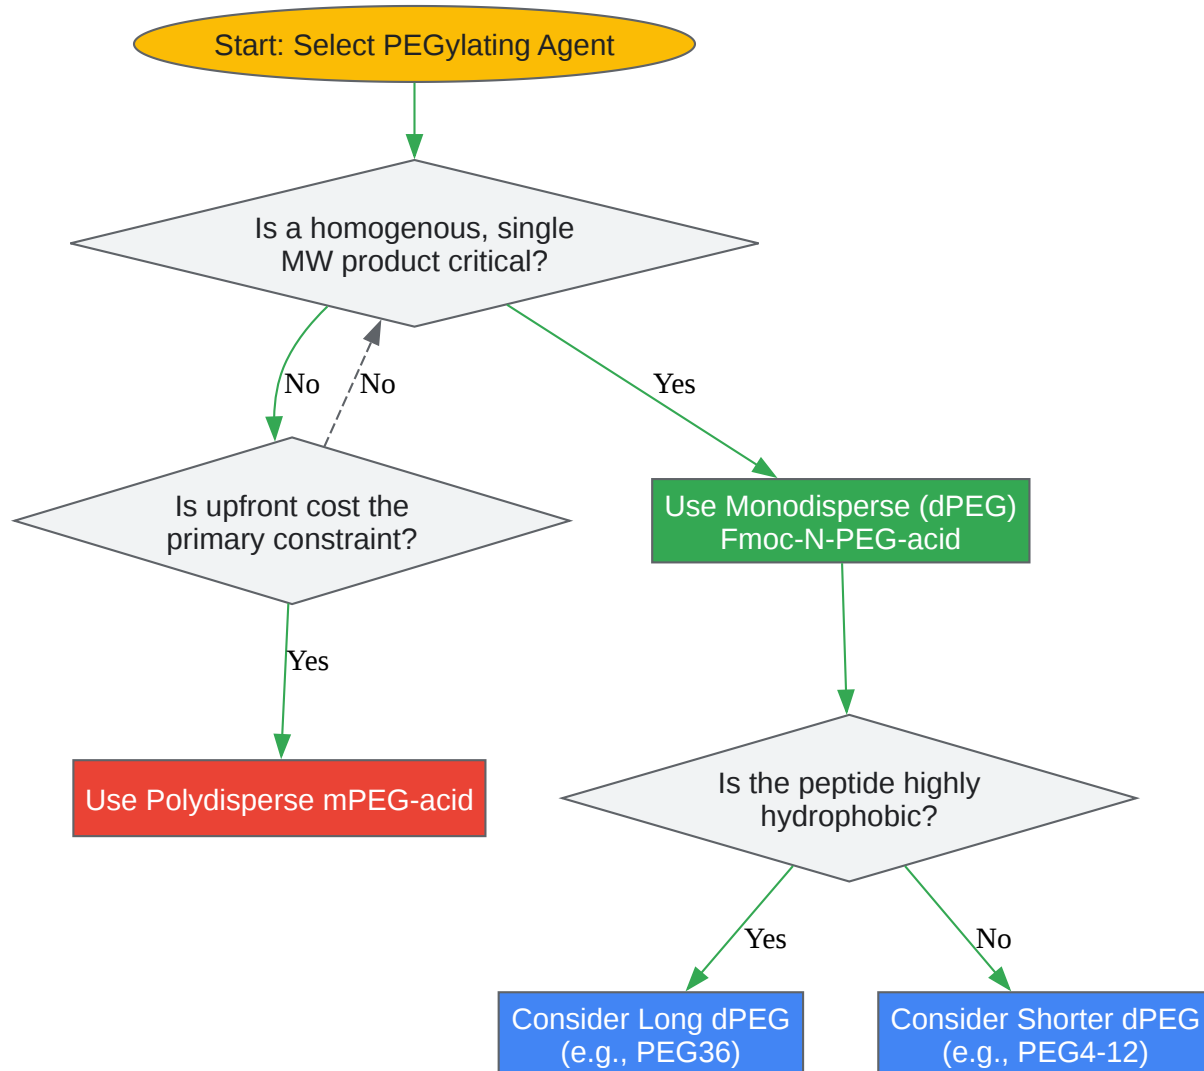 Start: Select PEGylating Agent
Is a homogenous, single
MW product critical?
No
No
Yes
Is upfront cost the
primary constraint?
Use Monodisperse (dPEG)
Fmoc-N-PEG-acid
Yes
Use Polydisperse mPEG-acid
Is the peptide highly
hydrophobic?
Yes
No
Consider Long dPEG
(e.g., PEG36)
Consider Shorter dPEG
(e.g., PEG4-12)